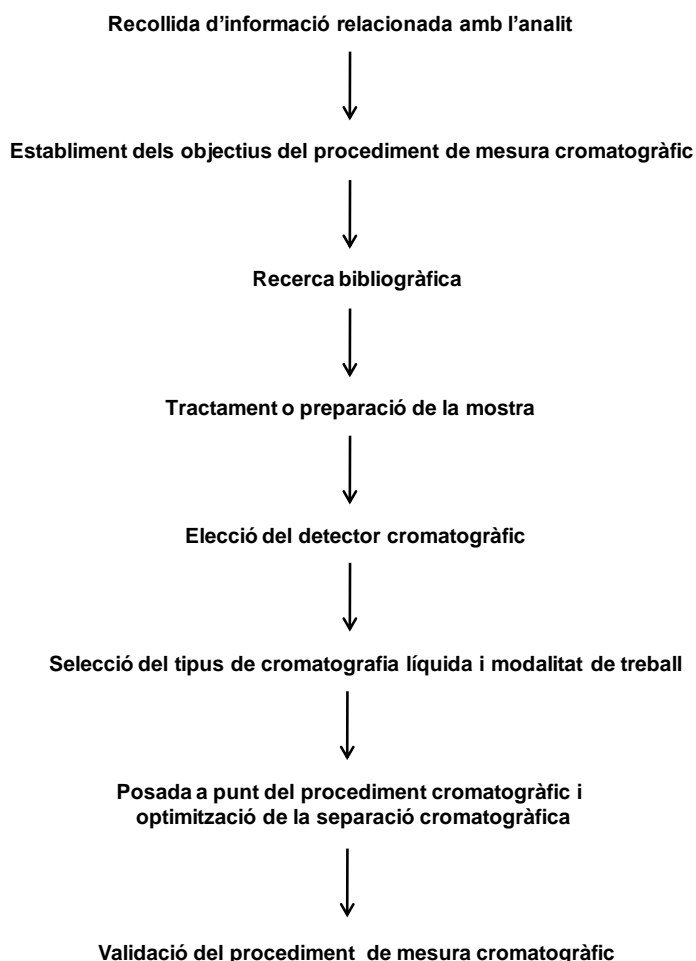 Recollida d'informació relacionada amb l'analit
Establiment dels objectius del procediment de mesura cromatogràfic
Recerca bibliogràfica
Tractament o preparació de la mostra
Elecció del detector cromatogràfic
Selecció del tipus de cromatografia líquida i modalitat de treball
Posada a punt del procediment cromatogràfic i
optimització de la separació cromatogràfica
Validació del procediment de mesura cromatogràfic